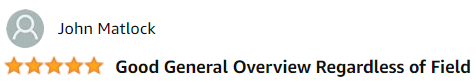 John Matlock
Good General Overview Regardless of Field